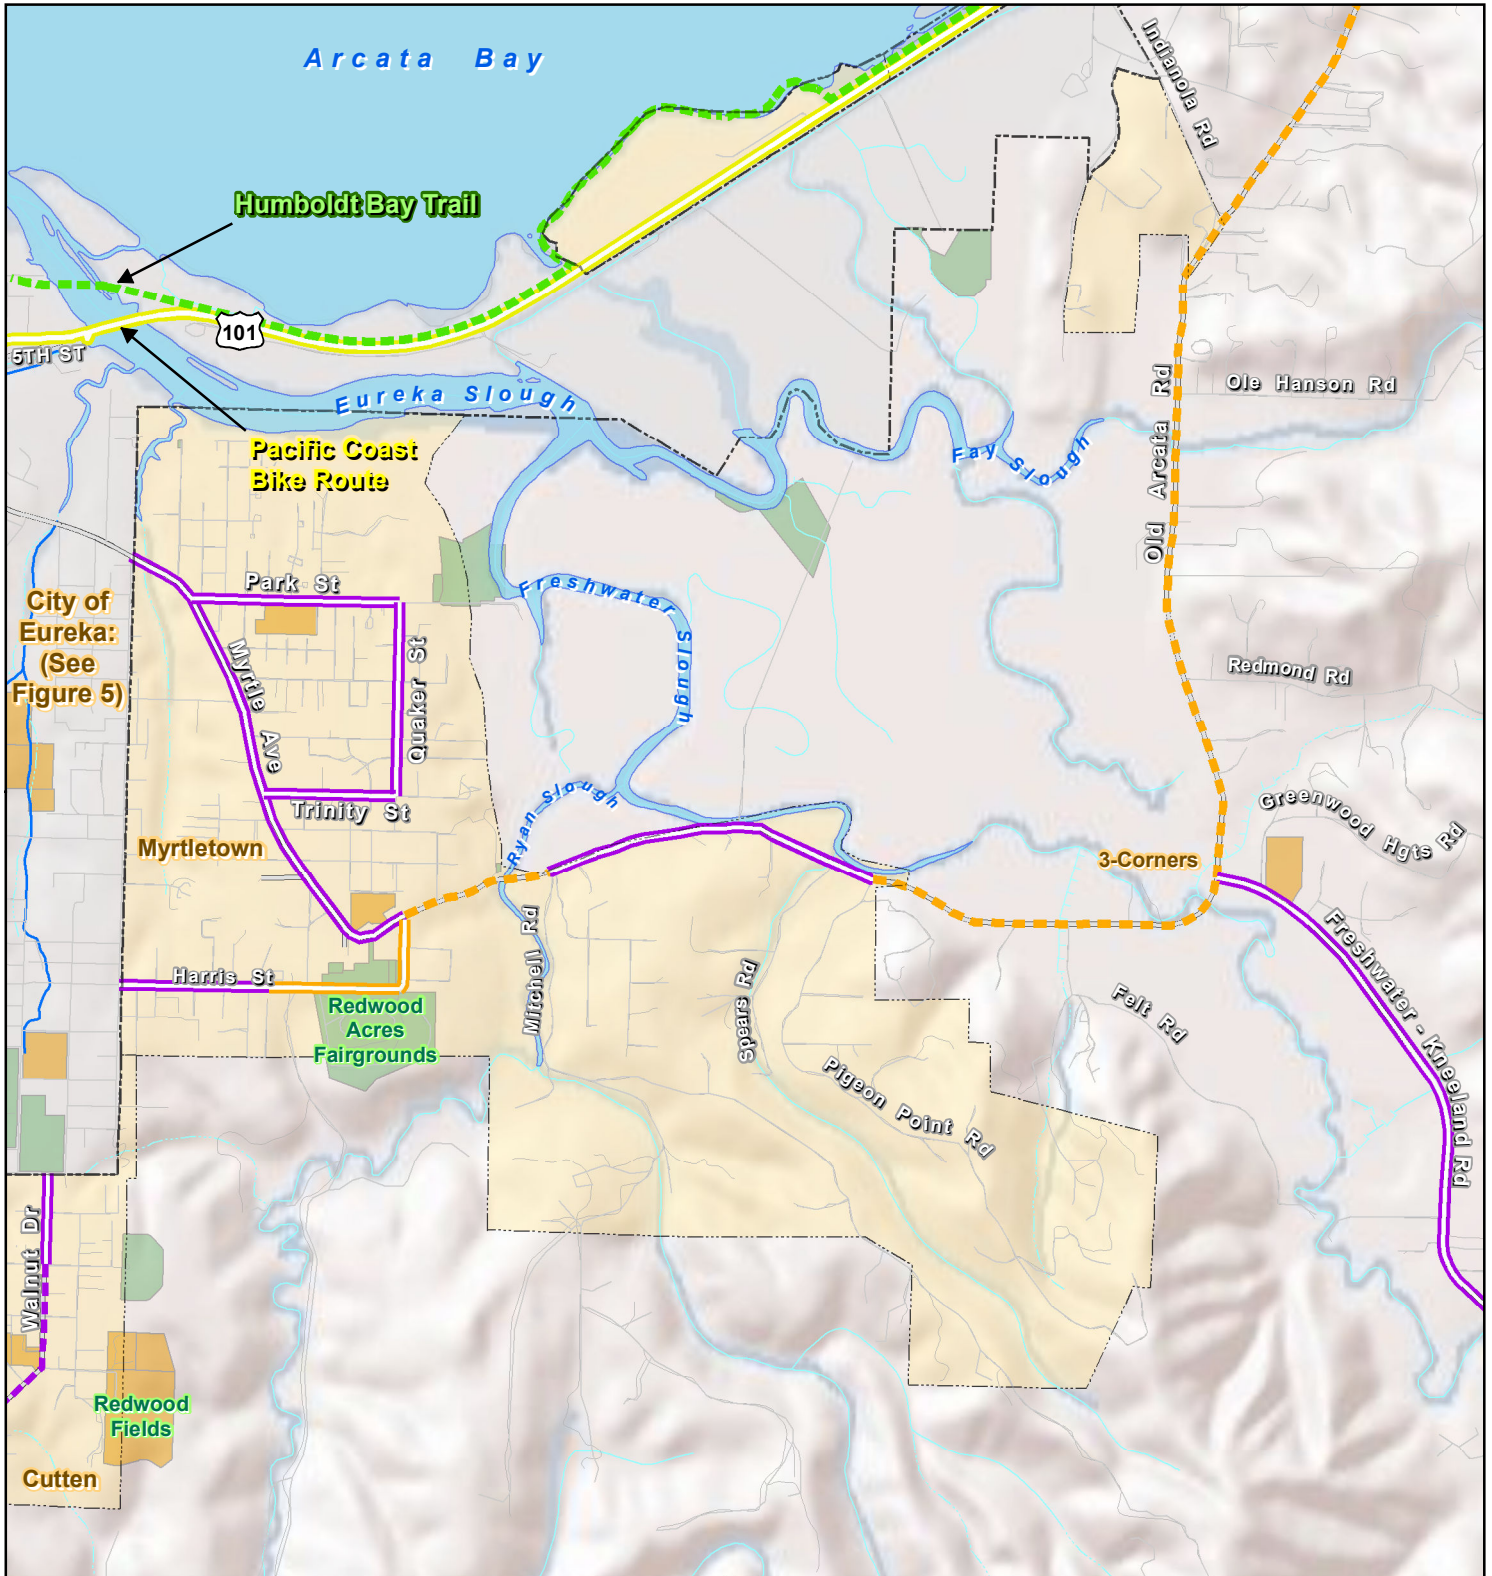 Arcata Bay
Indianola Rd
Humboldt Bay Trail
101
5TH ST
Eureka Slough
Ole Hanson Rd
Old Arcata Rd
Pacific Coast
Bike Route
Fay Slough
Park St
Freshwater Slough
City of
Eureka:
(See
Figure 5)
Myrtle Ave
Quaker St
Redmond Rd
Trinity St
Ryan Slough
Greenwood Hgts Rd
Myrtletown
3-Corners
Mitchell Rd
Freshwater - Kneeland Rd
Harris St
Spears Rd
Felt Rd
Redwood
Acres
Fairgrounds
Pigeon Point Rd
Walnut Dr
Redwood
Fields
Cutten